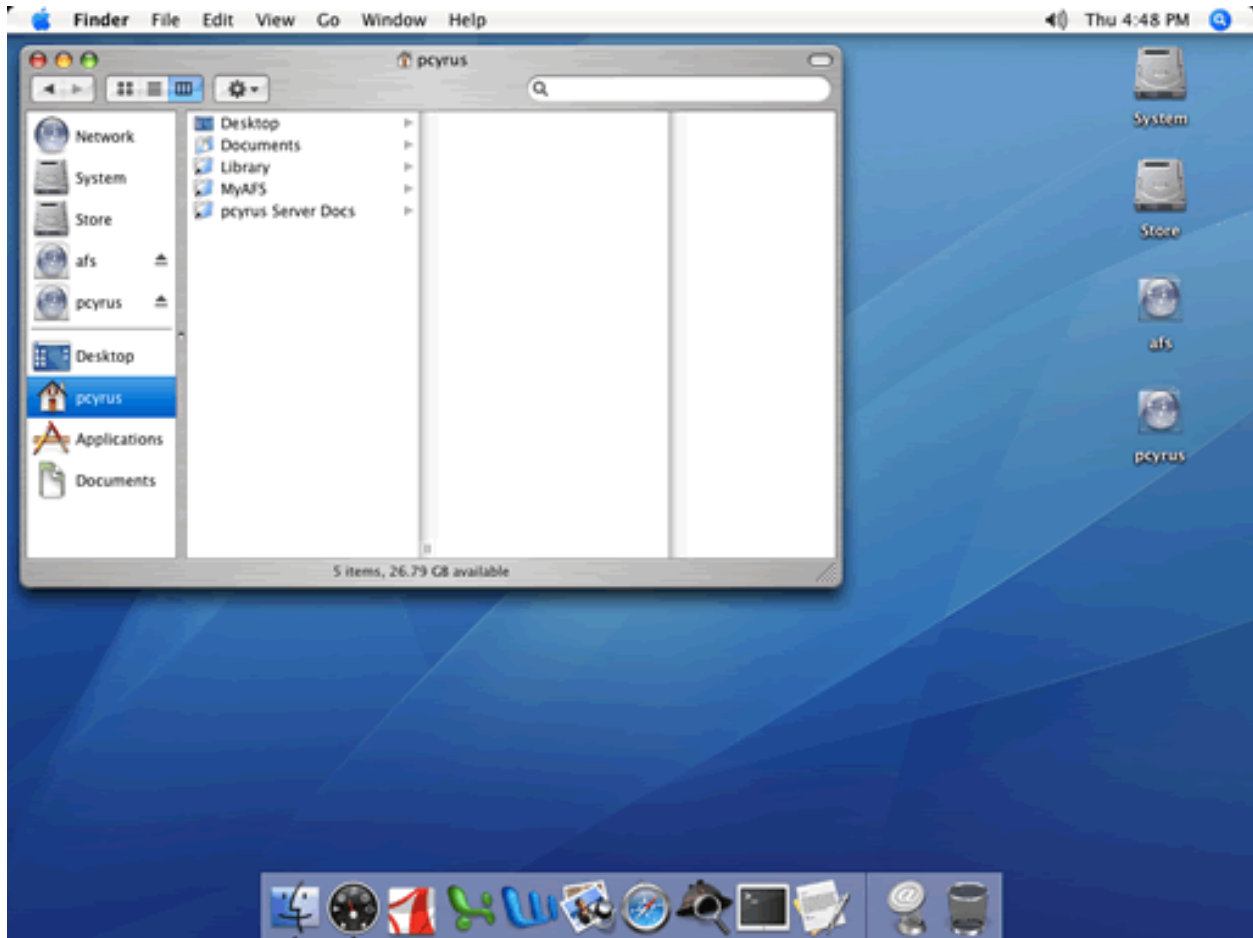 Finder File Edit View Go Window Help
Thu 4:48 PM
pcyrus
Network
System
Store
afs
pcyrus
Desktop
pcyrus
Applications
Documents
Desktop
Documents
Library
MyAFS
pcyrus Server Docs
5 items, 26.79 GB available
System
Store
afs
pcyrus